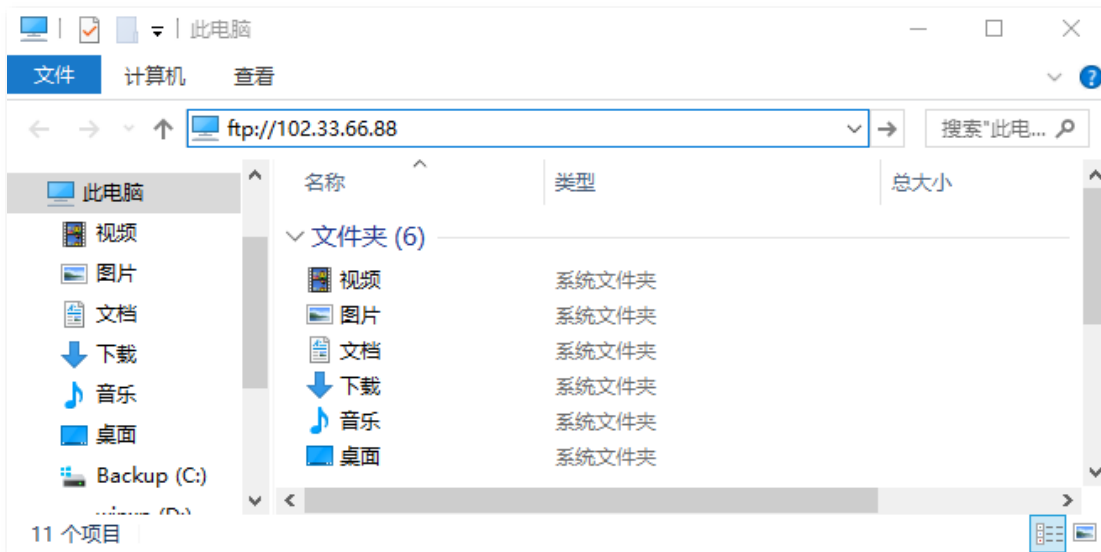 此电脑
文件 计算机 查看
ftp://102.33.66.88 搜索"此电...
名称 类型 总大小
此电脑
视频
图片
文档
下载
音乐
桌面
Backup (C:)
文件夹 (6)
视频 系统文件夹
图片 系统文件夹
文档 系统文件夹
下载 系统文件夹
音乐 系统文件夹
桌面 系统文件夹
11 个项目